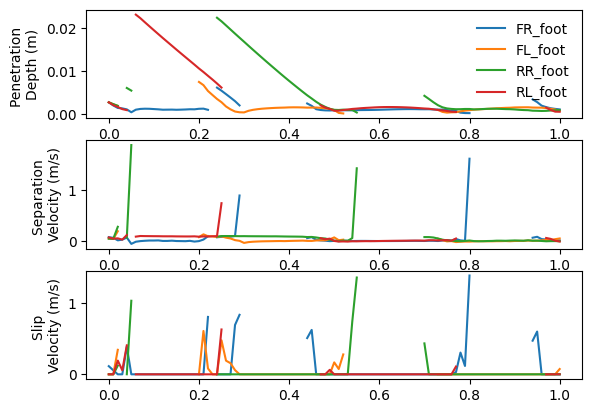 Penetration
Depth (m)
0.02
0.01
0.00
FR_foot
FL_foot
RR_foot
RL_foot
0.0 0.2 0.4 0.6 0.8 1.0
Separation
Velocity (m/s)
1
0
0.0 0.2 0.4 0.6 0.8 1.0
Slip
Velocity (m/s)
1
0
0.0 0.2 0.4 0.6 0.8 1.0